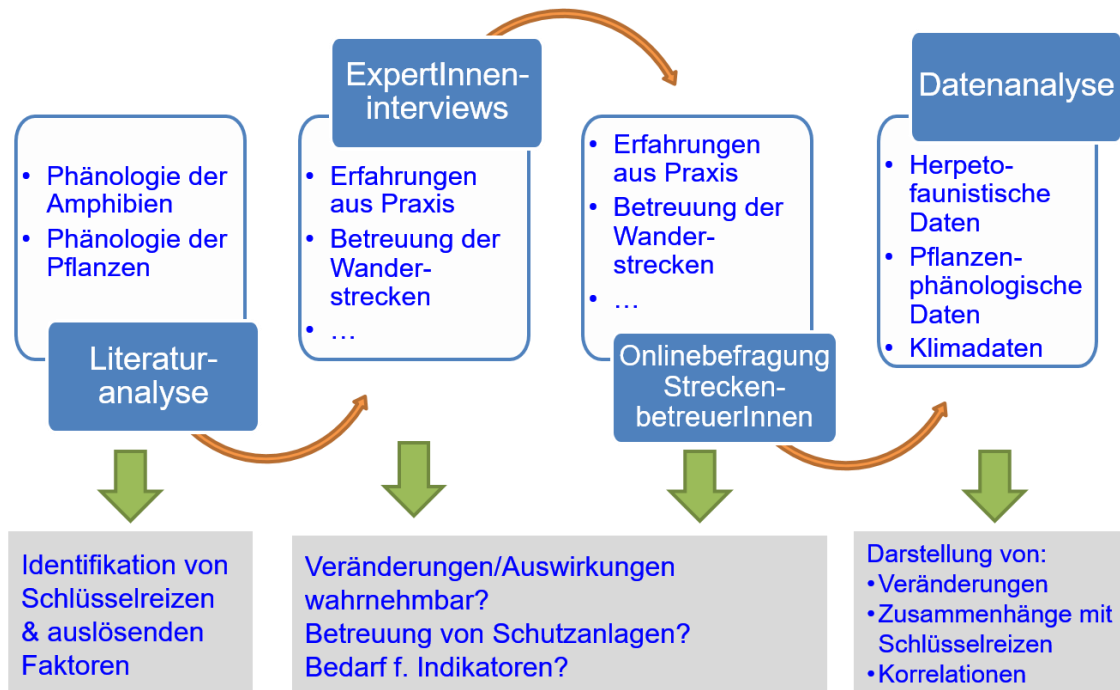 • Phänologie der
Amphibien
• Phänologie der
Pflanzen
Literatur-
analyse
ExpertInnen-
interviews
• Erfahrungen
aus Praxis
• Betreuung der
Wander-
strecken
• …
• Erfahrungen
aus Praxis
• Betreuung der
Wander-
strecken
• …
Onlinebefragung
Strecken-
betreuerInnen
Datenanalyse
• Herpeto-
faunistische
Daten
• Pflanzen-
phänologische
Daten
• Klimadaten
Identifikation von
Schlüsselreizen
& auslösenden
Faktoren
Veränderungen/Auswirkungen
wahrnehmbar?
Betreuung von Schutzanlagen?
Bedarf f. Indikatoren?
Darstellung von:
•Veränderungen
•Zusammenhänge mit
Schlüsselreizen
•Korrelationen